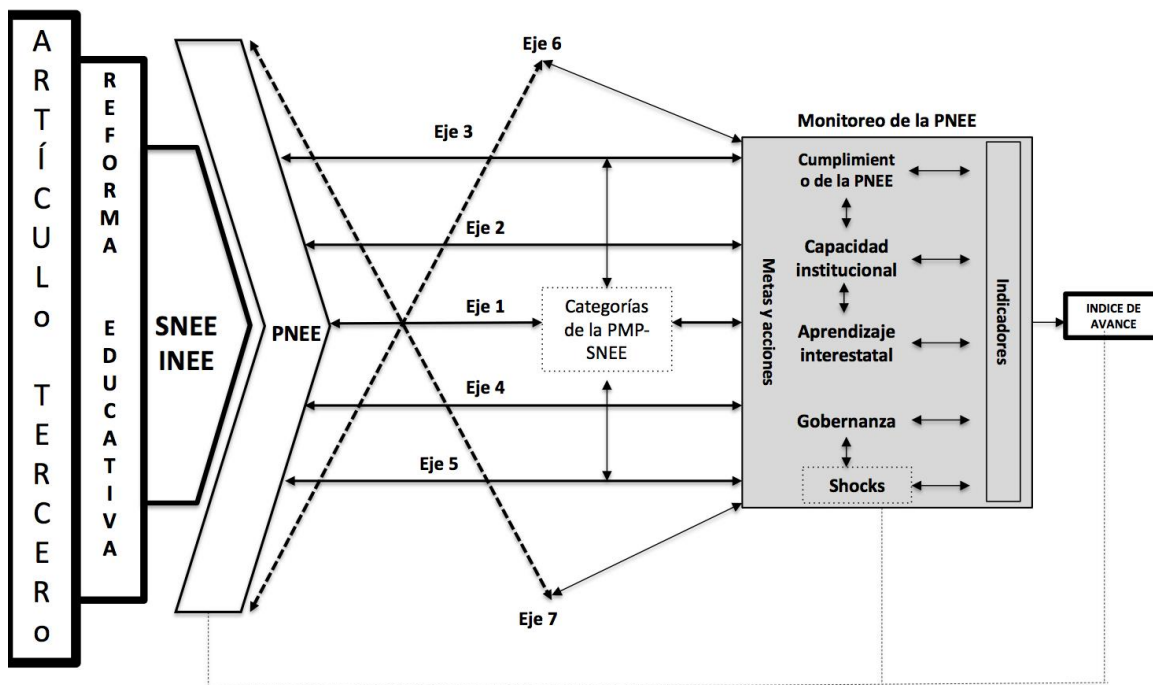 ARTÍCULo TERCERo
REFORMA EDUCATIVA
SNEE
INEE
PNEE
Eje 6
Eje 3
Eje 2
Eje 1
Eje 4
Eje 5
Eje 7
Categorías
de la PMP-
SNEE
Monitoreo de la PNEE
Metas y acciones
Cumplimient
o de la PNEE
Capacidad
institucional
Aprendizaje
interestatal
Gobernanza
Shocks
Indicadores
INDICE DE
AVANCE